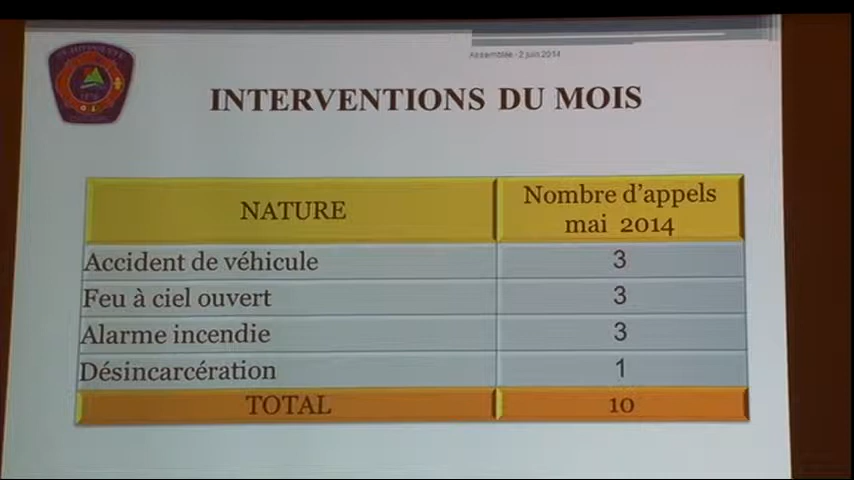 Assemblée - 2 juin 2014
INTERVENTIONS DU MOIS
NATURE
Nombre d'appels
mai 2014
Accident de véhicule 3
Feu à ciel ouvert 3
Alarme incendie 3
Désincarcération 1
TOTAL 10